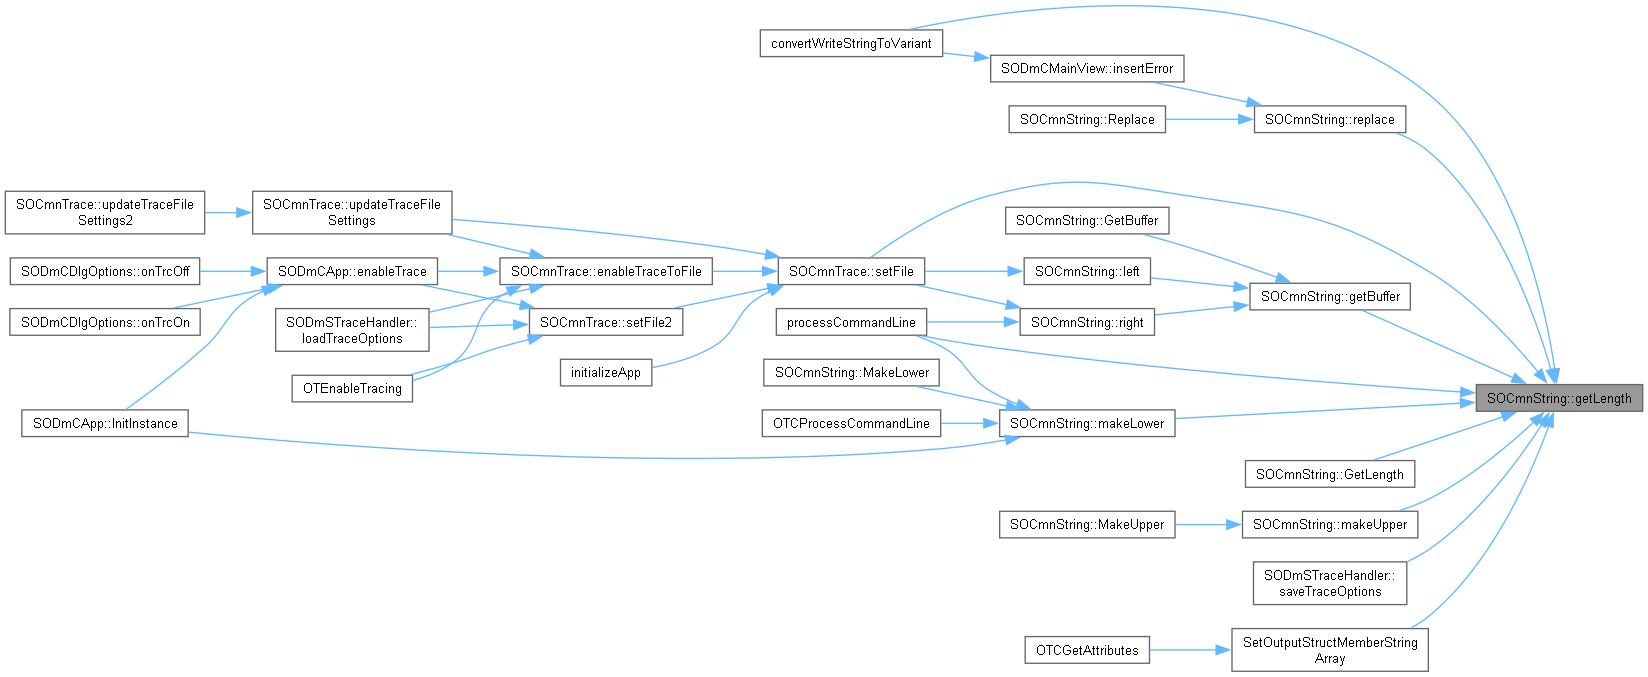 convertWriteStringToVariant
SODmCMainView::insertError
SOCmnString::Replace
SOCmnString::replace
SOCmnTrace::updateTraceFile
Settings2
SOCmnTrace::updateTraceFile
Settings
SOCmnString::GetBuffer
SODmCDlgOptions::onTrcOff
SODmCApp::enableTrace
SOCmnTrace::enableTraceToFile
SOCmnTrace::setFile
SOCmnString::left
SOCmnString::getBuffer
SODmCDlgOptions::onTrcOn
SODmSTraceHandler::
loadTraceOptions
SOCmnTrace::setFile2
processCommandLine
SOCmnString::right
initializeApp
SOCmnString::MakeLower
OTEnableTracing
SOCmnString::getLength
SODmCApp::InitInstance
OTCProcessCommandLine
SOCmnString::makeLower
SOCmnString::GetLength
SOCmnString::MakeUpper
SOCmnString::makeUpper
SODmSTraceHandler::
saveTraceOptions
OTCGetAttributes
SetOutputStructMemberString
Array